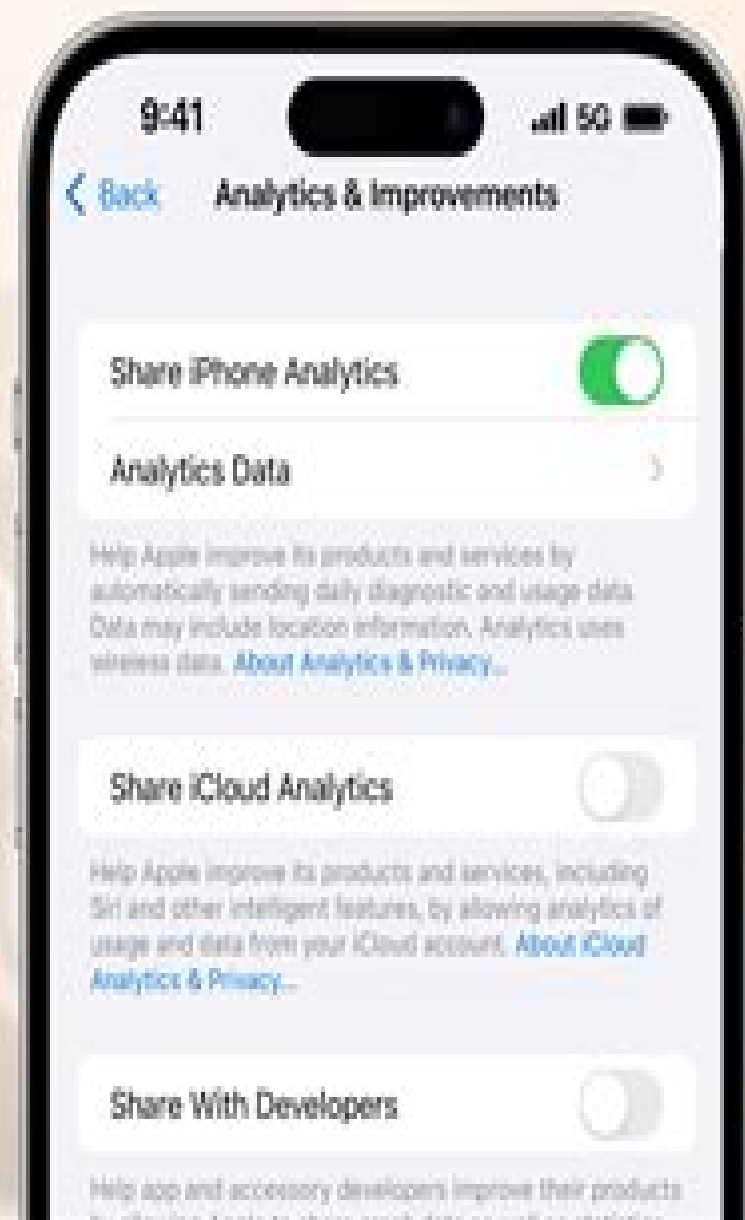 9:41 5G
Back Analytics & Improvements
Share iPhone Analytics
Analytics Data
Help Apple improve its products and services by
automatically sending daily diagnostic and usage data.
Data may include location information. Analytics uses
wireless data. About Analytics & Privacy...
Share iCloud Analytics
Help Apple improve its products and services, including
Siri and other intelligent features, by allowing analytics of
usage and data from your iCloud account. About iCloud
Analytics & Privacy...
Share With Developers
Help app and accessory developers improve their products